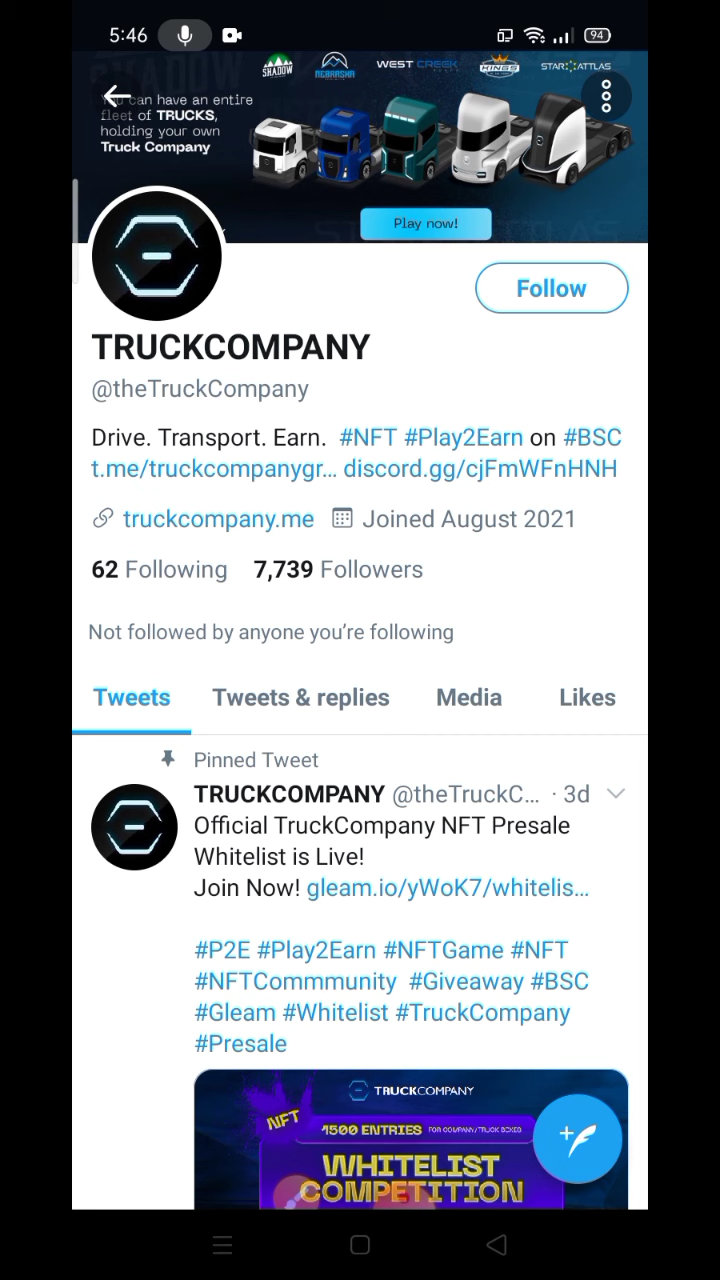 5:46
94
SHADOW
NEBRASKA
WEST CREEK
KINGS
STAR ATLAS
You can have an entire
fleet of TRUCKS,
holding your own
Truck Company
Play now!
Follow
TRUCKCOMPANY
@theTruckCompany
Drive. Transport. Earn. #NFT #Play2Earn on #BSC
t.me/truckcompanygr... discord.gg/cjFmWFnHNH
truckcompany.me Joined August 2021
62 Following 7,739 Followers
Not followed by anyone you're following
Tweets Tweets & replies Media Likes
Pinned Tweet
TRUCKCOMPANY @theTruckC... · 3d
Official TruckCompany NFT Presale
Whitelist is Live!
Join Now! gleam.io/yWoK7/whitelis...
#P2E #Play2Earn #NFTGame #NFT
#NFTCommmunity #Giveaway #BSC
#Gleam #Whitelist #TruckCompany
#Presale
TRUCKCOMPANY
NFT
1500 ENTRIES FOR COMPANY/TRUCK BOXES
WHITELIST
COMPETITION